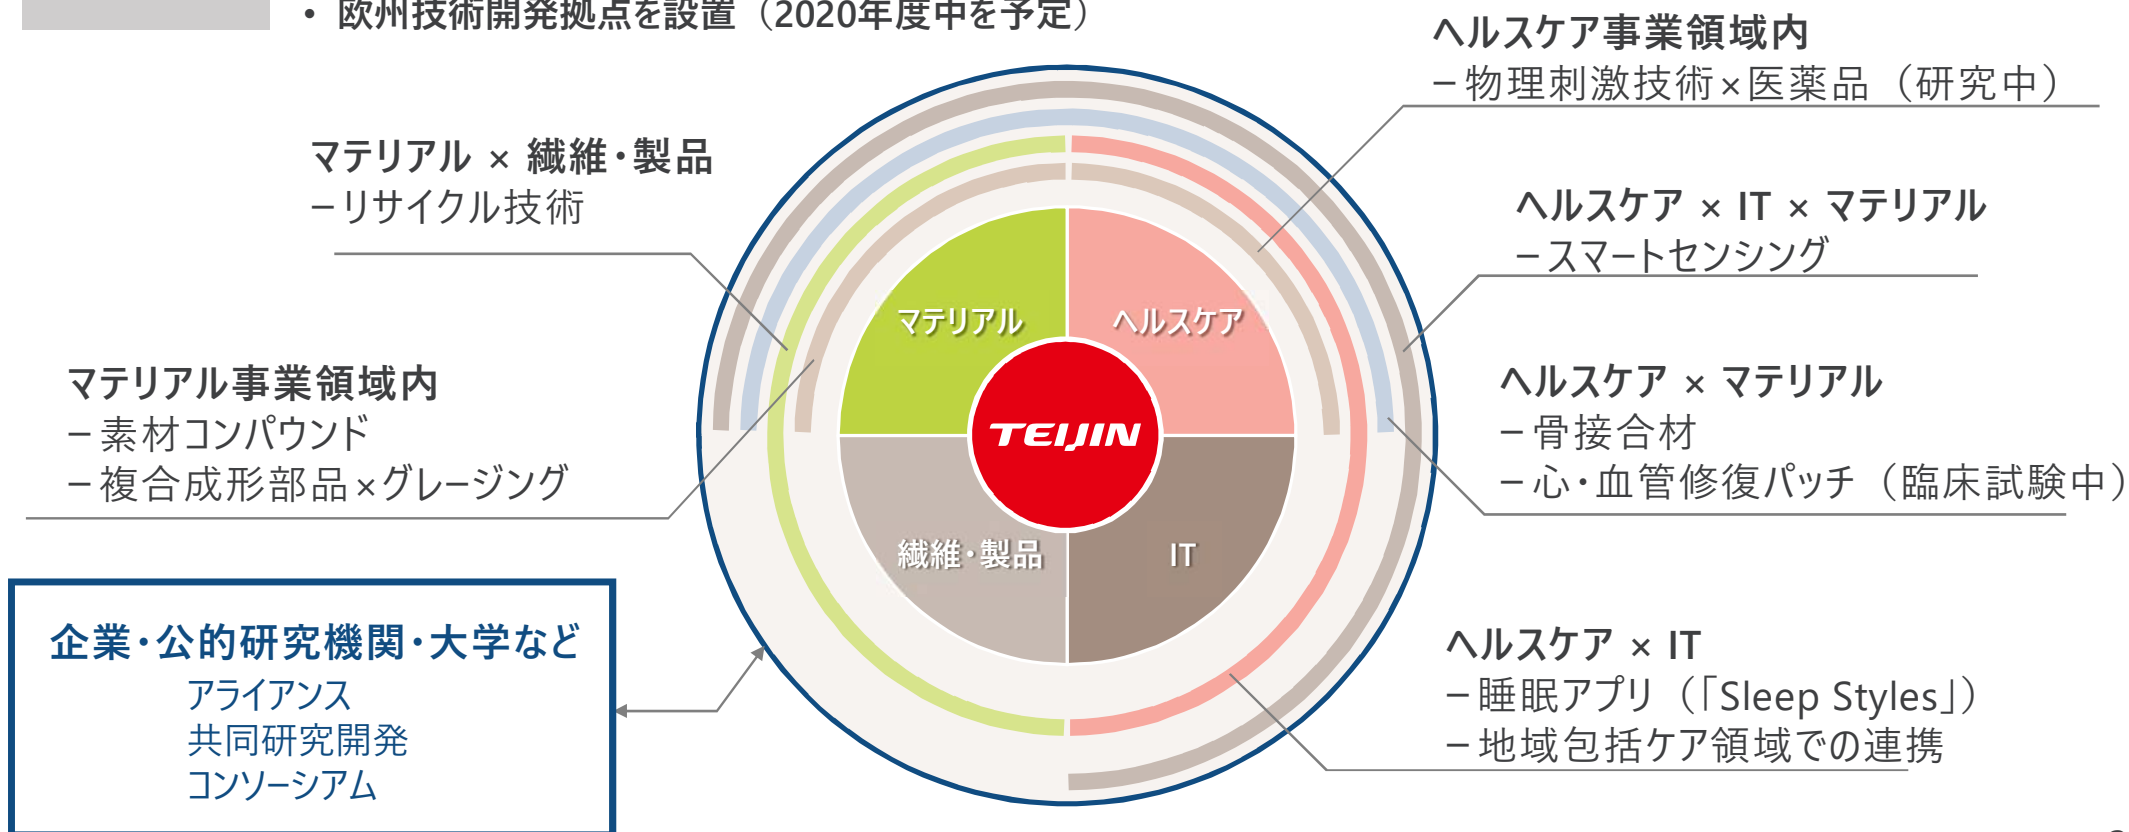 • 欧州技術開発拠点を設置（2020年度中を予定）
ヘルスケア事業領域内
－物理刺激技術×医薬品（研究中）
マテリアル × 繊維・製品
－リサイクル技術
ヘルスケア × IT × マテリアル
－スマートセンシング
マテリアル
ヘルスケア
マテリアル事業領域内
－素材コンパウンド
－複合成形部品×グレージング
TEIJIN
ヘルスケア × マテリアル
－骨接合材
－心・血管修復パッチ（臨床試験中）
繊維・製品
IT
企業・公的研究機関・大学など
アライアンス
共同研究開発
コンソーシアム
ヘルスケア × IT
－睡眠アプリ（「Sleep Styles」）
－地域包括ケア領域での連携